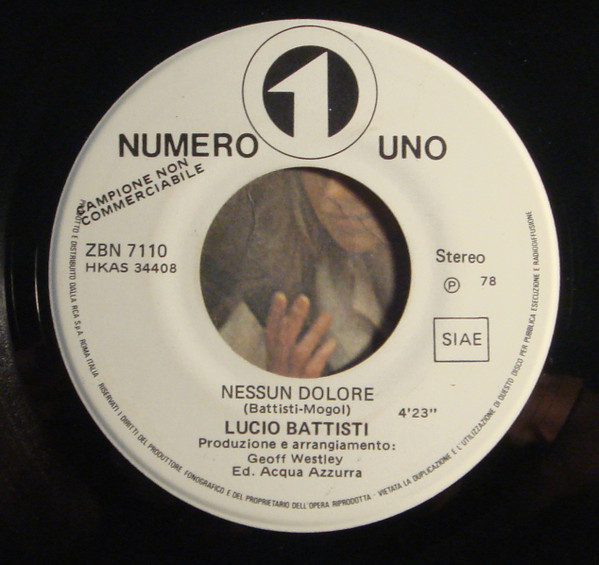 1
NUMERO UNO
CAMPIONE NON
COMMERCIABILE
ZBN 7110
HKAS 34408
Stereo
℗ 78
SIAE
NESSUN DOLORE
(Battisti-Mogol)
4'23"
LUCIO BATTISTI
Produzione e arrangiamento:
Geoff Westley
Ed. Acqua Azzurra
PRODOTTO E DISTRIBUITO DALLA RCA S.p.A. ROMA ITALIA - RISERVATI I DIRITTI DEL PRODUTTORE FONOGRAFICO E DEL PROPRIETARIO DELL'OPERA RIPRODOTTA - VIETATA LA DUPLICAZIONE E L'UTILIZZAZIONE DI QUESTO DISCO PER PUBBLICA ESECUZIONE E RADIODIFFUSIONE